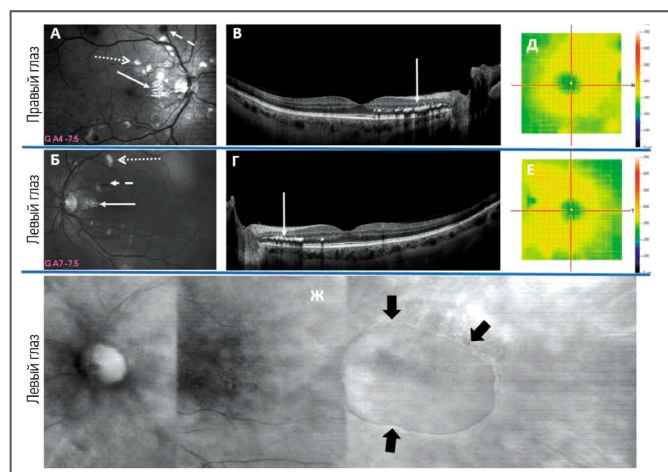 Правый глаз
А
G A4 -7.5
В
Д
N
Левый глаз
Б
G A7 -7.5
Г
Е
T
Левый глаз
Ж